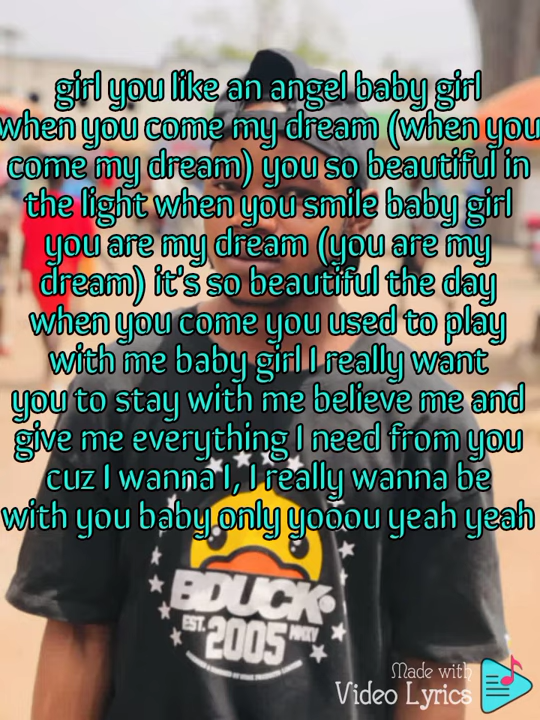 girl you like an angel baby girl
when you come my dream (when you
come my dream) you so beautiful in
the light when you smile baby girl
you are my dream (you are my
dream) it's so beautiful the day
when you come you used to play
with me baby girl I really want
you to stay with me believe me and
give me everything I need from you
cuz I wanna I, I really wanna be
with you baby only yooou yeah yeah
BDUCK
EST. 2005 MMXV
Made with
Video Lyrics